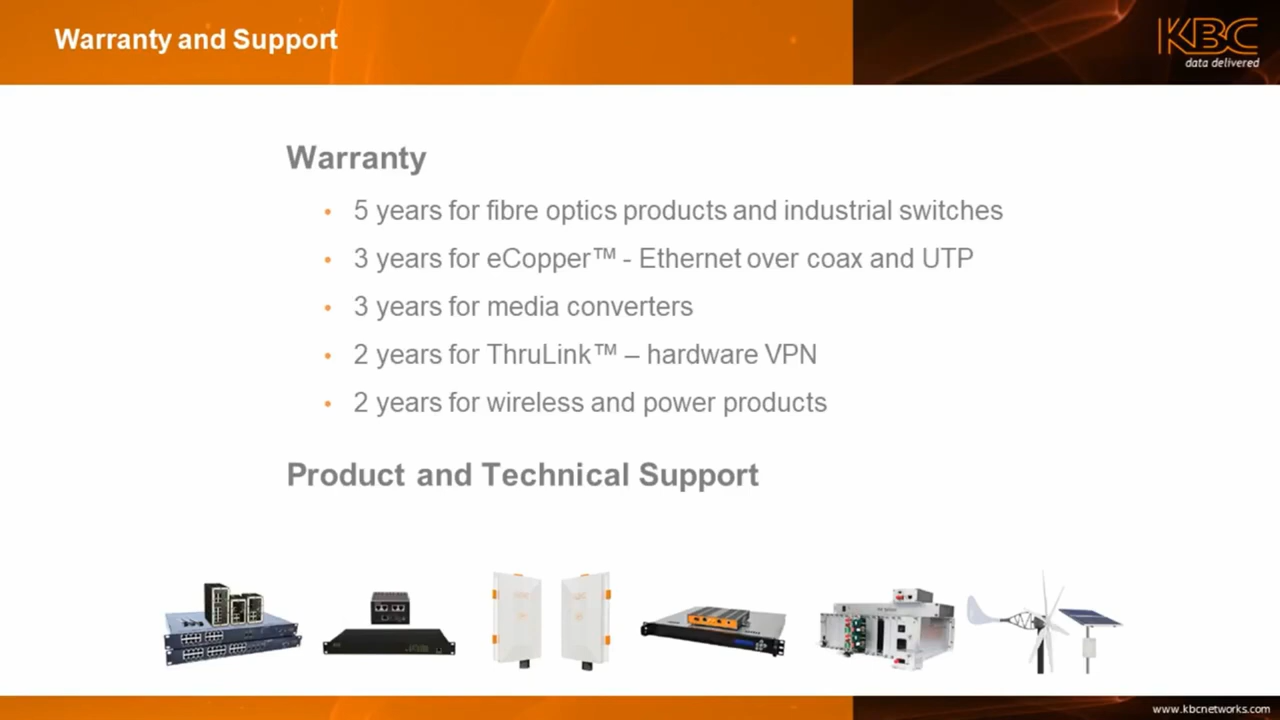 Warranty and Support
KBC
data delivered
Warranty
• 5 years for fibre optics products and industrial switches
• 3 years for eCopper™ - Ethernet over coax and UTP
• 3 years for media converters
• 2 years for ThruLink™ – hardware VPN
• 2 years for wireless and power products
Product and Technical Support
www.kbcnetworks.com